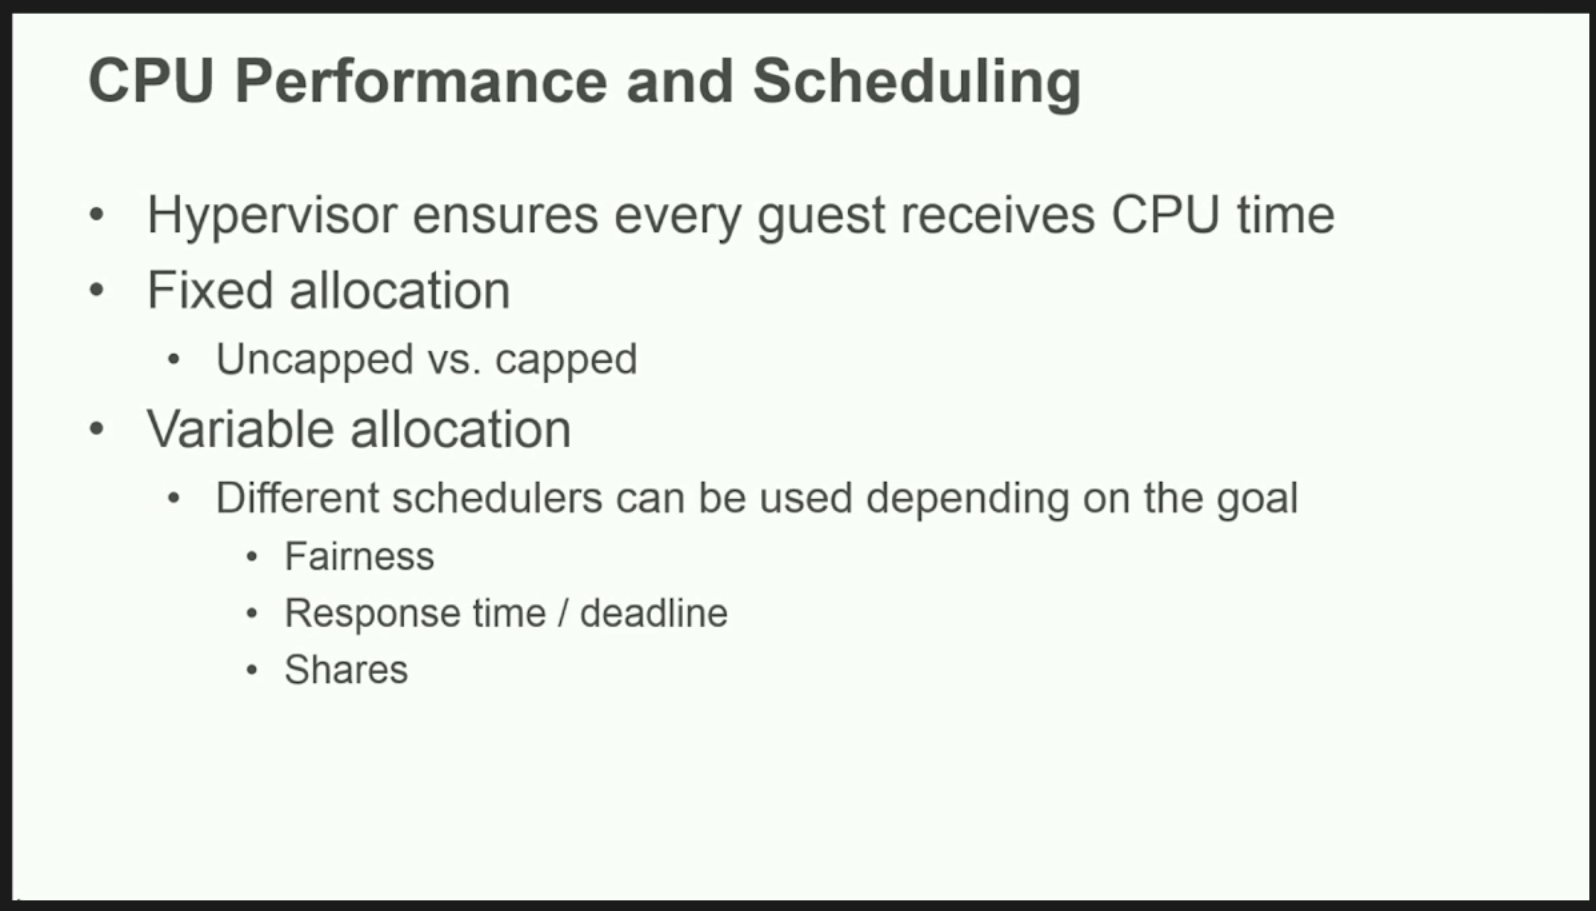 CPU Performance and Scheduling
• Hypervisor ensures every guest receives CPU time
• Fixed allocation
• Uncapped vs. capped
• Variable allocation
• Different schedulers can be used depending on the goal
• Fairness
• Response time / deadline
• Shares